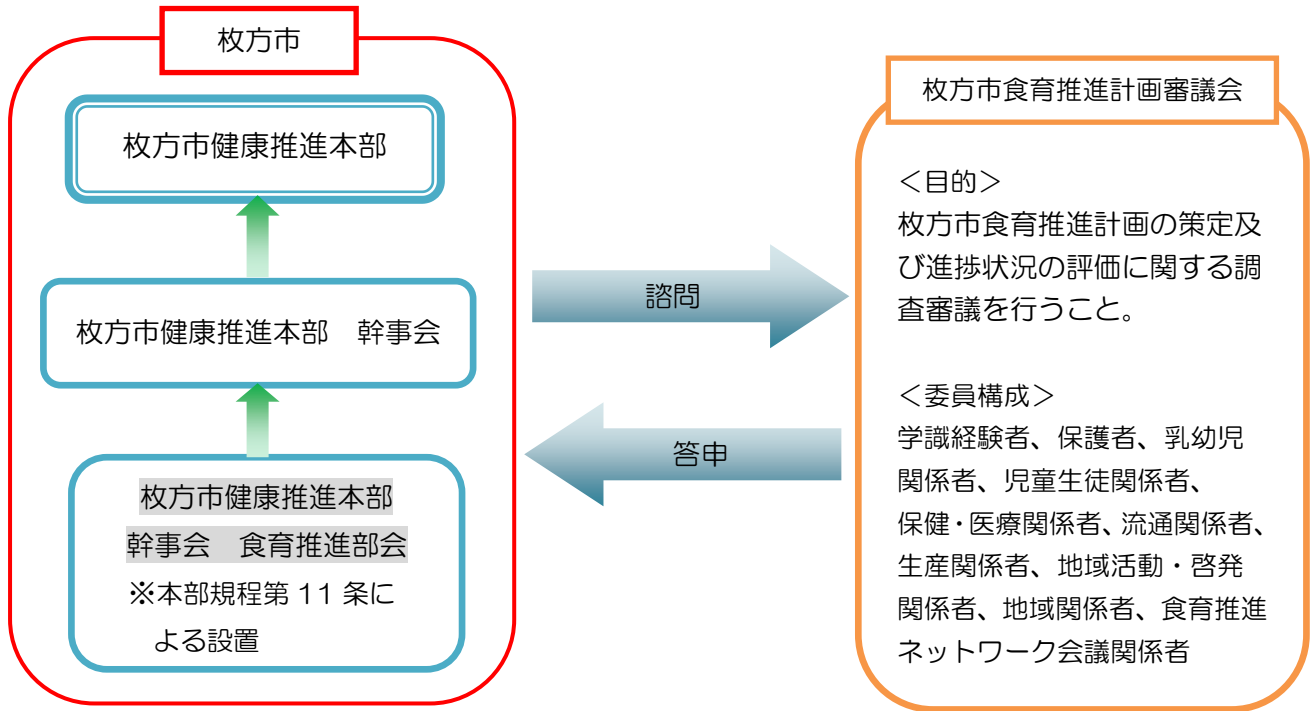 枚方市
枚方市健康推進本部
枚方市健康推進本部　幹事会
枚方市健康推進本部
幹事会　食育推進部会
※本部規程第 11 条に
よる設置
諮問
答申
枚方市食育推進計画審議会
＜目的＞
枚方市食育推進計画の策定及
び進捗状況の評価に関する調
査審議を行うこと。
＜委員構成＞
学識経験者、保護者、乳幼児
関係者、児童生徒関係者、
保健・医療関係者、流通関係者、
生産関係者、地域活動・啓発
関係者、地域関係者、食育推進
ネットワーク会議関係者